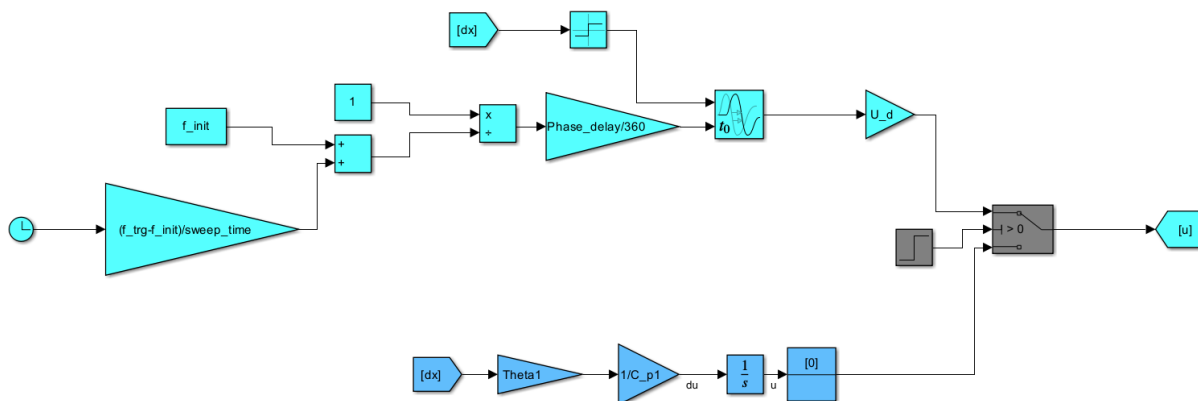 [dx]
f_init
1
x
÷
+
+
Phase_delay/360
t₀
U_d
(f_trg-f_init)/sweep_time
> 0
[u]
[dx]
Theta1
1/C_p1
du
1
s
u
[0]